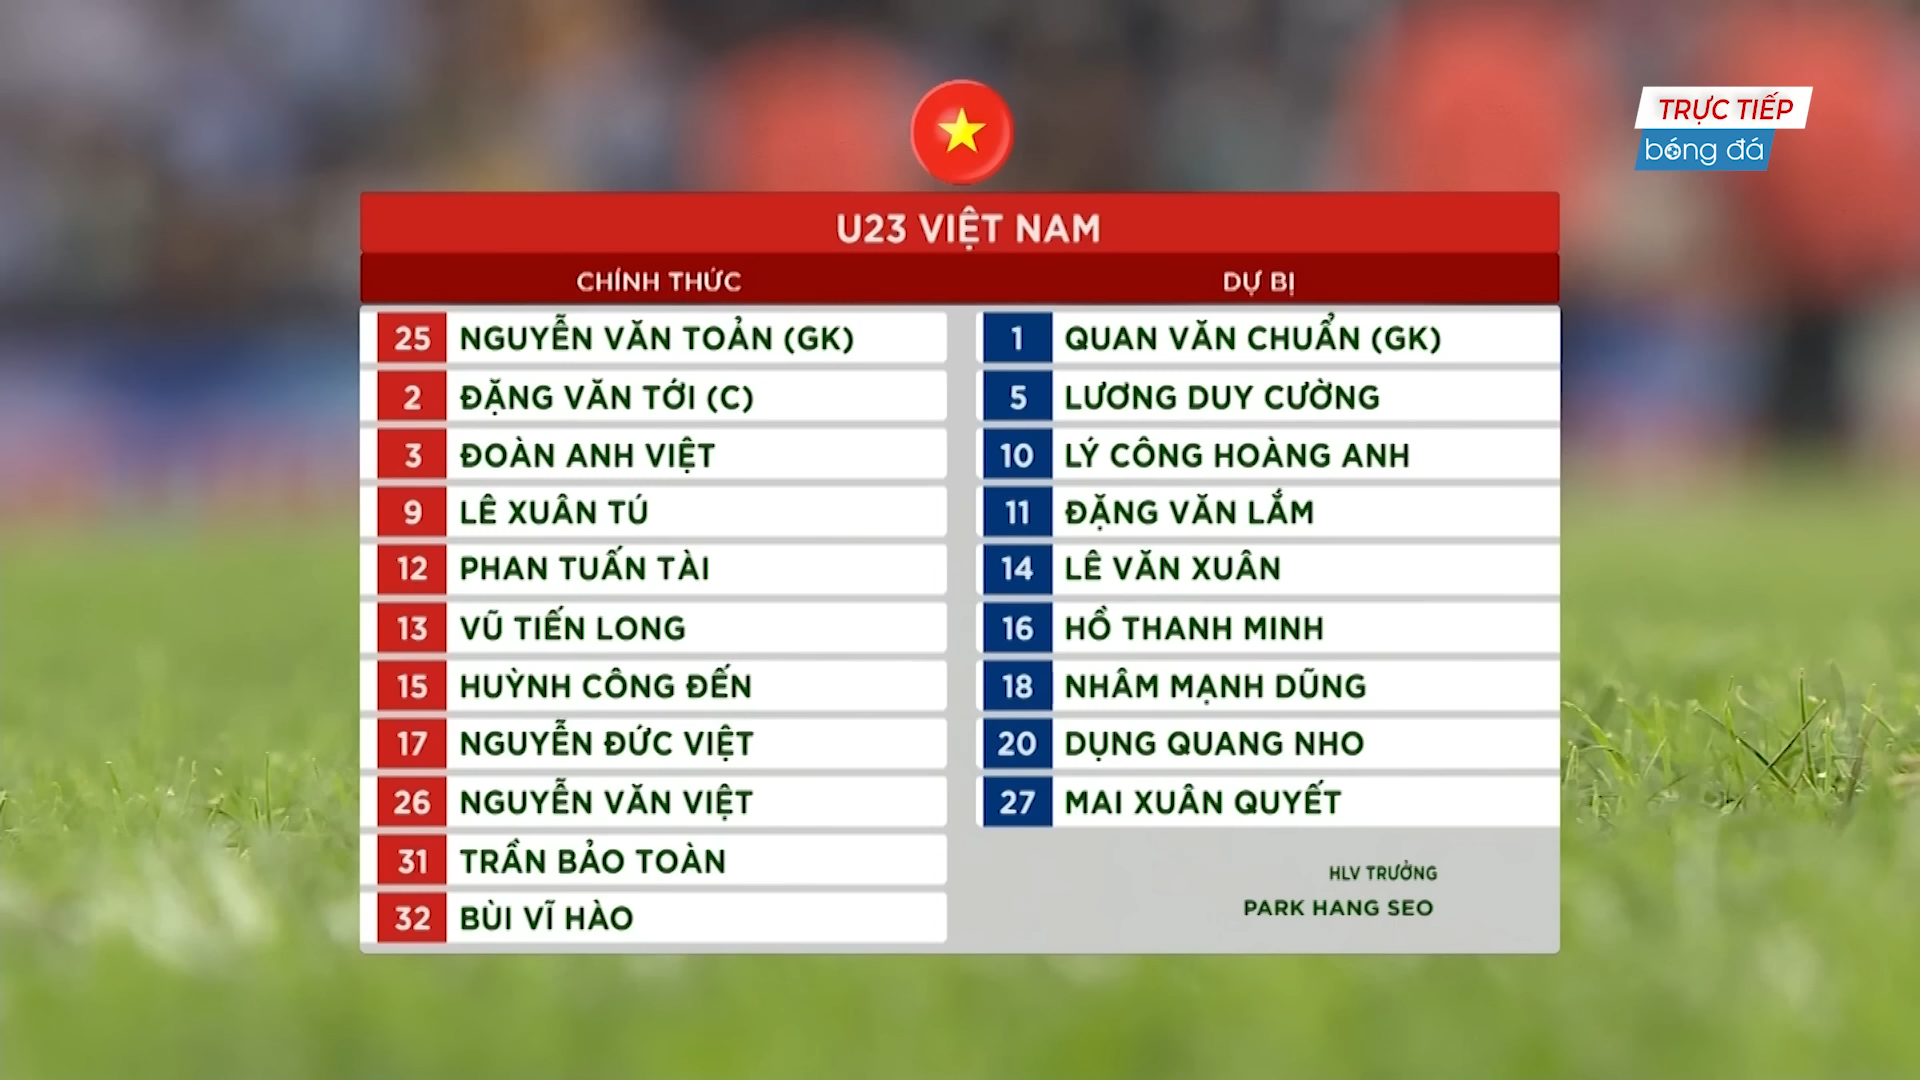 TRỰC TIẾP
bóng đá
U23 VIỆT NAM
CHÍNH THỨC
25 NGUYỄN VĂN TOẢN (GK)
2 ĐẶNG VĂN TỚI (C)
3 ĐOÀN ANH VIỆT
9 LÊ XUÂN TÚ
12 PHAN TUẤN TÀI
13 VŨ TIẾN LONG
15 HUỲNH CÔNG ĐẾN
17 NGUYỄN ĐỨC VIỆT
26 NGUYỄN VĂN VIỆT
31 TRẦN BẢO TOÀN
32 BÙI VĨ HÀO
DỰ BỊ
1 QUAN VĂN CHUẨN (GK)
5 LƯƠNG DUY CƯỜNG
10 LÝ CÔNG HOÀNG ANH
11 ĐẶNG VĂN LẮM
14 LÊ VĂN XUÂN
16 HỒ THANH MINH
18 NHÂM MẠNH DŨNG
20 DỤNG QUANG NHO
27 MAI XUÂN QUYẾT
HLV TRƯỞNG
PARK HANG SEO